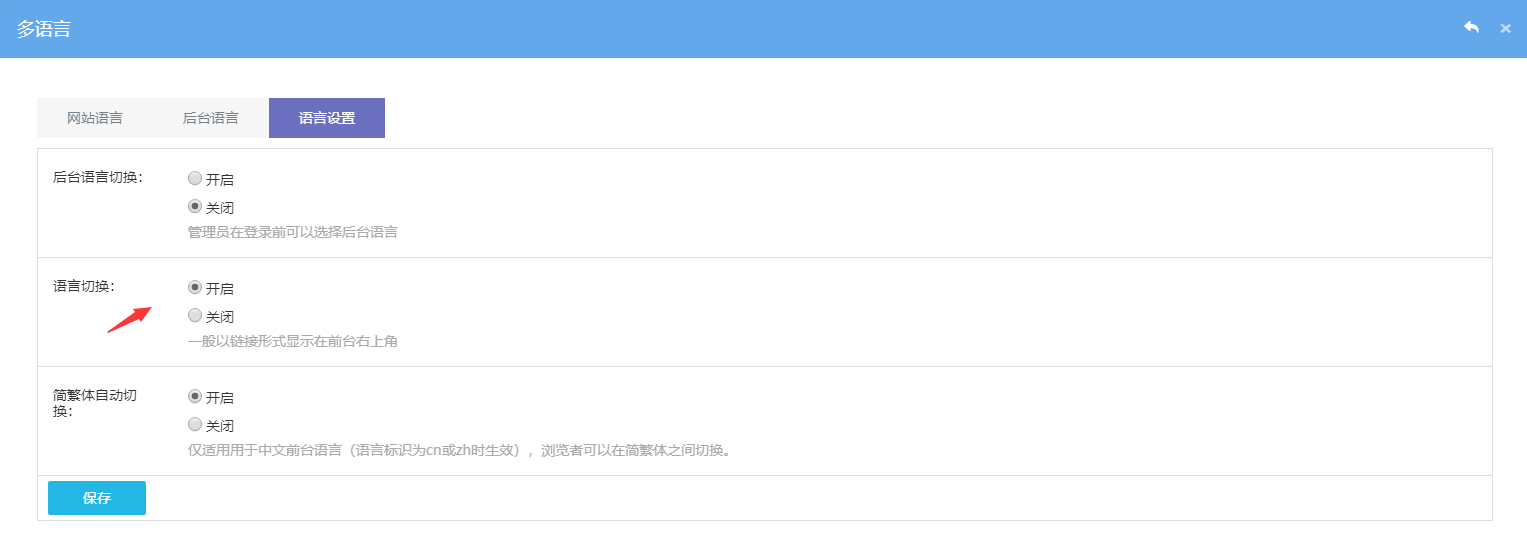 多语言
网站语言 后台语言 语言设置
后台语言切换： 开启
关闭
管理员在登录前可以选择后台语言
语言切换： 开启
关闭
一般以链接形式显示在前台右上角
简繁体自动切
换： 开启
关闭
仅适用用于中文前台语言（语言标识为cn或zh时生效），浏览者可以在简繁体之间切换。
保存